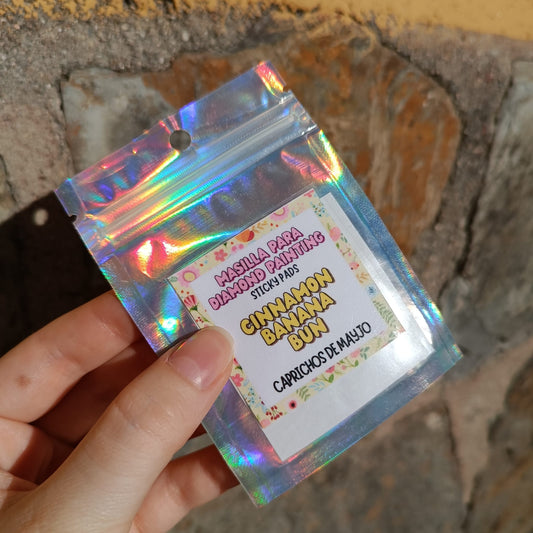 MASILLA PARA
DIAMOND PAINTING
STICKY PADS
CINNAMON
BANANA
BUN
CAPRICHOS DE MAYJO